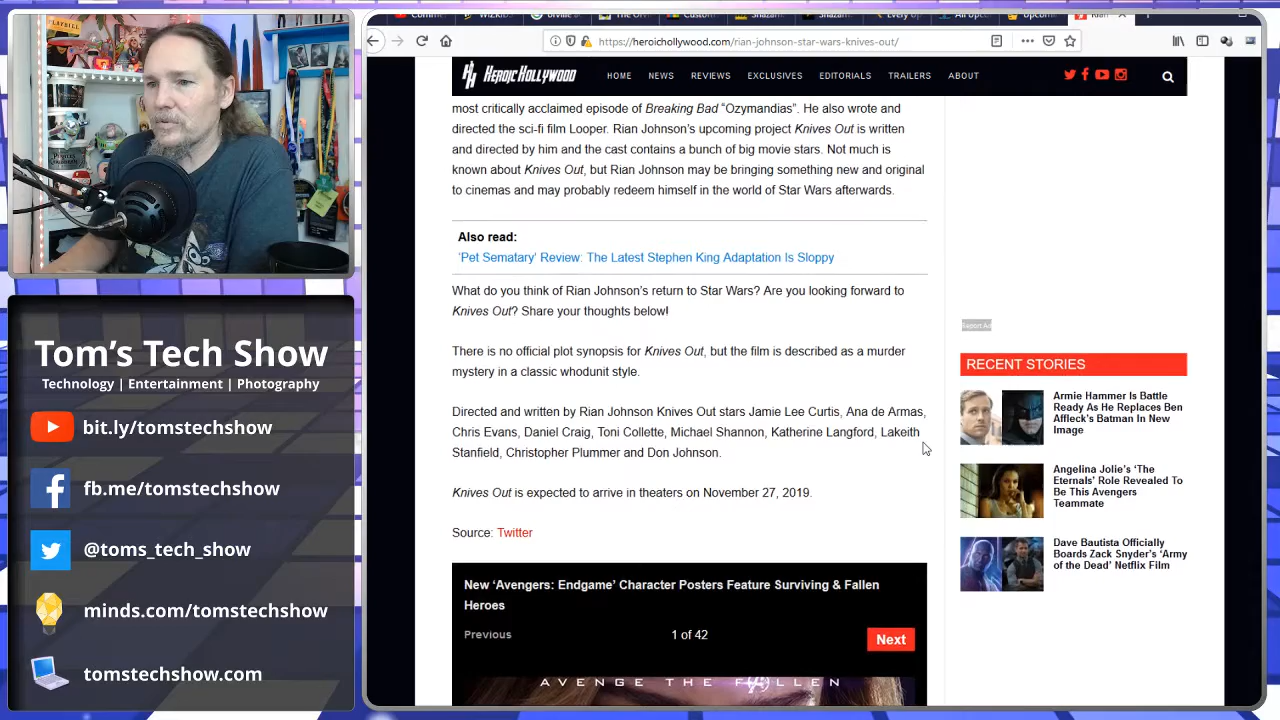 PLAYBILL
https://heroichollywood.com/rian-johnson-star-wars-knives-out/
HEROIC HOLLYWOOD
HOME NEWS REVIEWS EXCLUSIVES EDITORIALS TRAILERS ABOUT
most critically acclaimed episode of Breaking Bad “Ozymandias”. He also wrote and
directed the sci-fi film Looper. Rian Johnson’s upcoming project Knives Out is written
and directed by him and the cast contains a bunch of big movie stars. Not much is
known about Knives Out, but Rian Johnson may be bringing something new and original
to cinemas and may probably redeem himself in the world of Star Wars afterwards.
Also read:
‘Pet Sematary’ Review: The Latest Stephen King Adaptation Is Sloppy
What do you think of Rian Johnson’s return to Star Wars? Are you looking forward to
Knives Out? Share your thoughts below!
There is no official plot synopsis for Knives Out, but the film is described as a murder
mystery in a classic whodunit style.
Directed and written by Rian Johnson Knives Out stars Jamie Lee Curtis, Ana de Armas,
Chris Evans, Daniel Craig, Toni Collette, Michael Shannon, Katherine Langford, Lakeith
Stanfield, Christopher Plummer and Don Johnson.
Knives Out is expected to arrive in theaters on November 27, 2019.
Source: Twitter
New ‘Avengers: Endgame’ Character Posters Feature Surviving & Fallen
Heroes
Previous 1 of 42 Next
AVENGE THE FALLEN
Report Ad
RECENT STORIES
Armie Hammer Is Battle
Ready As He Replaces Ben
Affleck’s Batman In New
Image
Angelina Jolie’s ‘The
Eternals’ Role Revealed To
Be This Avengers
Teammate
Dave Bautista Officially
Boards Zack Snyder’s ‘Army
of the Dead’ Netflix Film
Tom’s Tech Show
Technology | Entertainment | Photography
bit.ly/tomstechshow
fb.me/tomstechshow
@toms_tech_show
minds.com/tomstechshow
tomstechshow.com